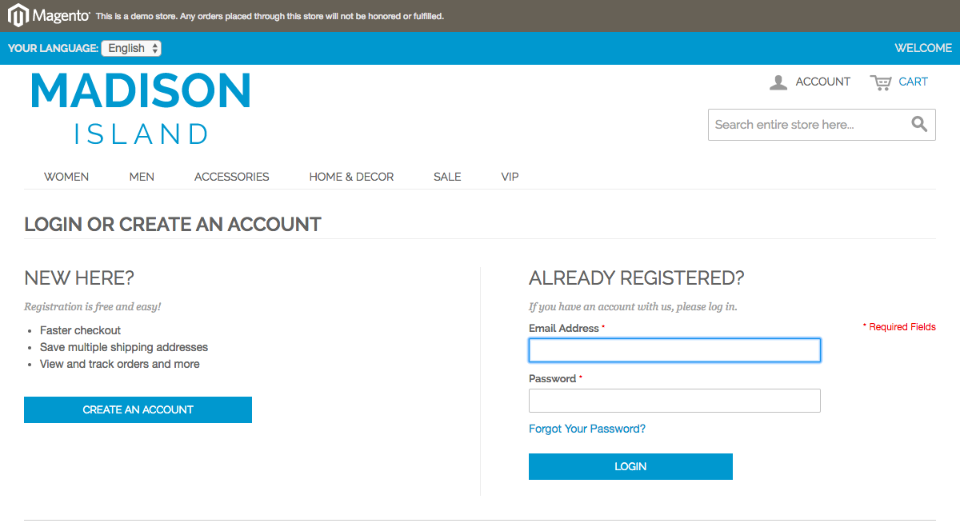 Magento This is a demo store. Any orders placed through this store will not be honored or fulfilled.
YOUR LANGUAGE: English WELCOME
MADISON
ISLAND
ACCOUNT CART
Search entire store here...
WOMEN MEN ACCESSORIES HOME & DECOR SALE VIP
LOGIN OR CREATE AN ACCOUNT
NEW HERE?
Registration is free and easy!
• Faster checkout
• Save multiple shipping addresses
• View and track orders and more
CREATE AN ACCOUNT
ALREADY REGISTERED?
If you have an account with us, please log in.
Email Address *
* Required Fields
Password *
Forgot Your Password?
LOGIN